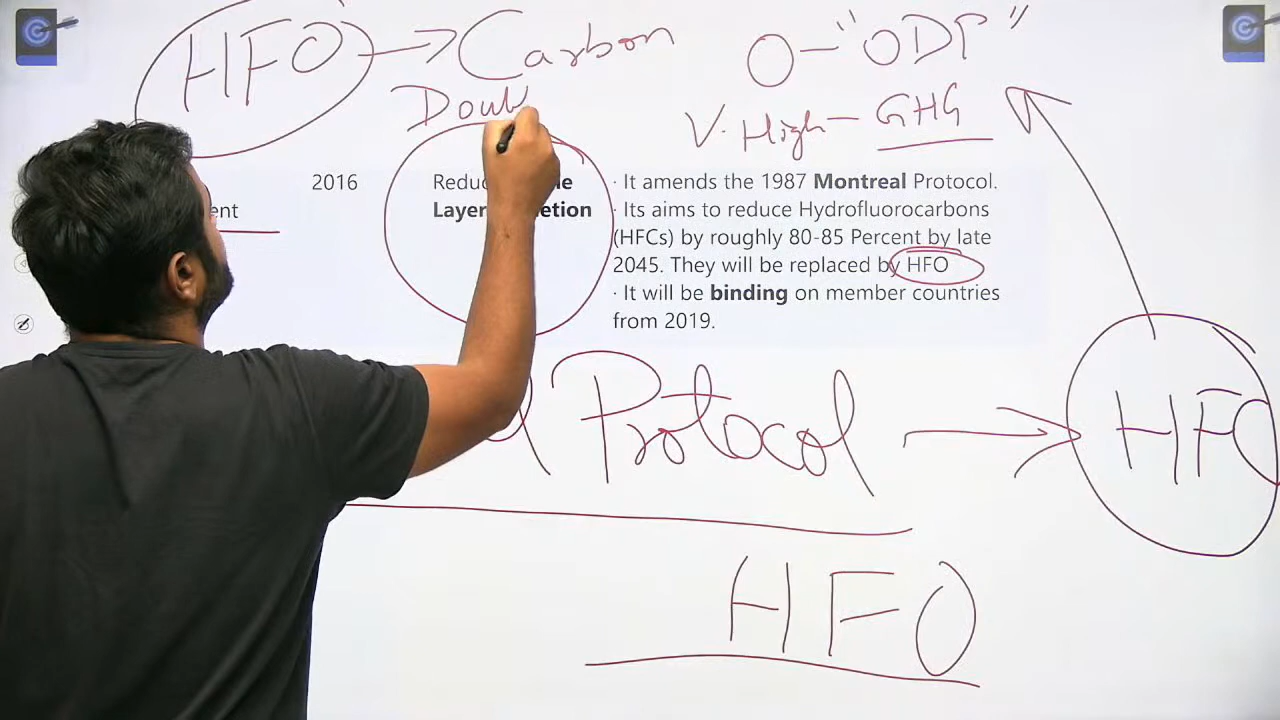 HFO → Carbon
O - "ODP"
Doub
V. High - GHG
ent
2016
Reduc
Layer etion
· It amends the 1987 Montreal Protocol.
· Its aims to reduce Hydrofluorocarbons
(HFCs) by roughly 80-85 Percent by late
2045. They will be replaced by HFO
· It will be binding on member countries
from 2019.
Protocol → HFC
HFO